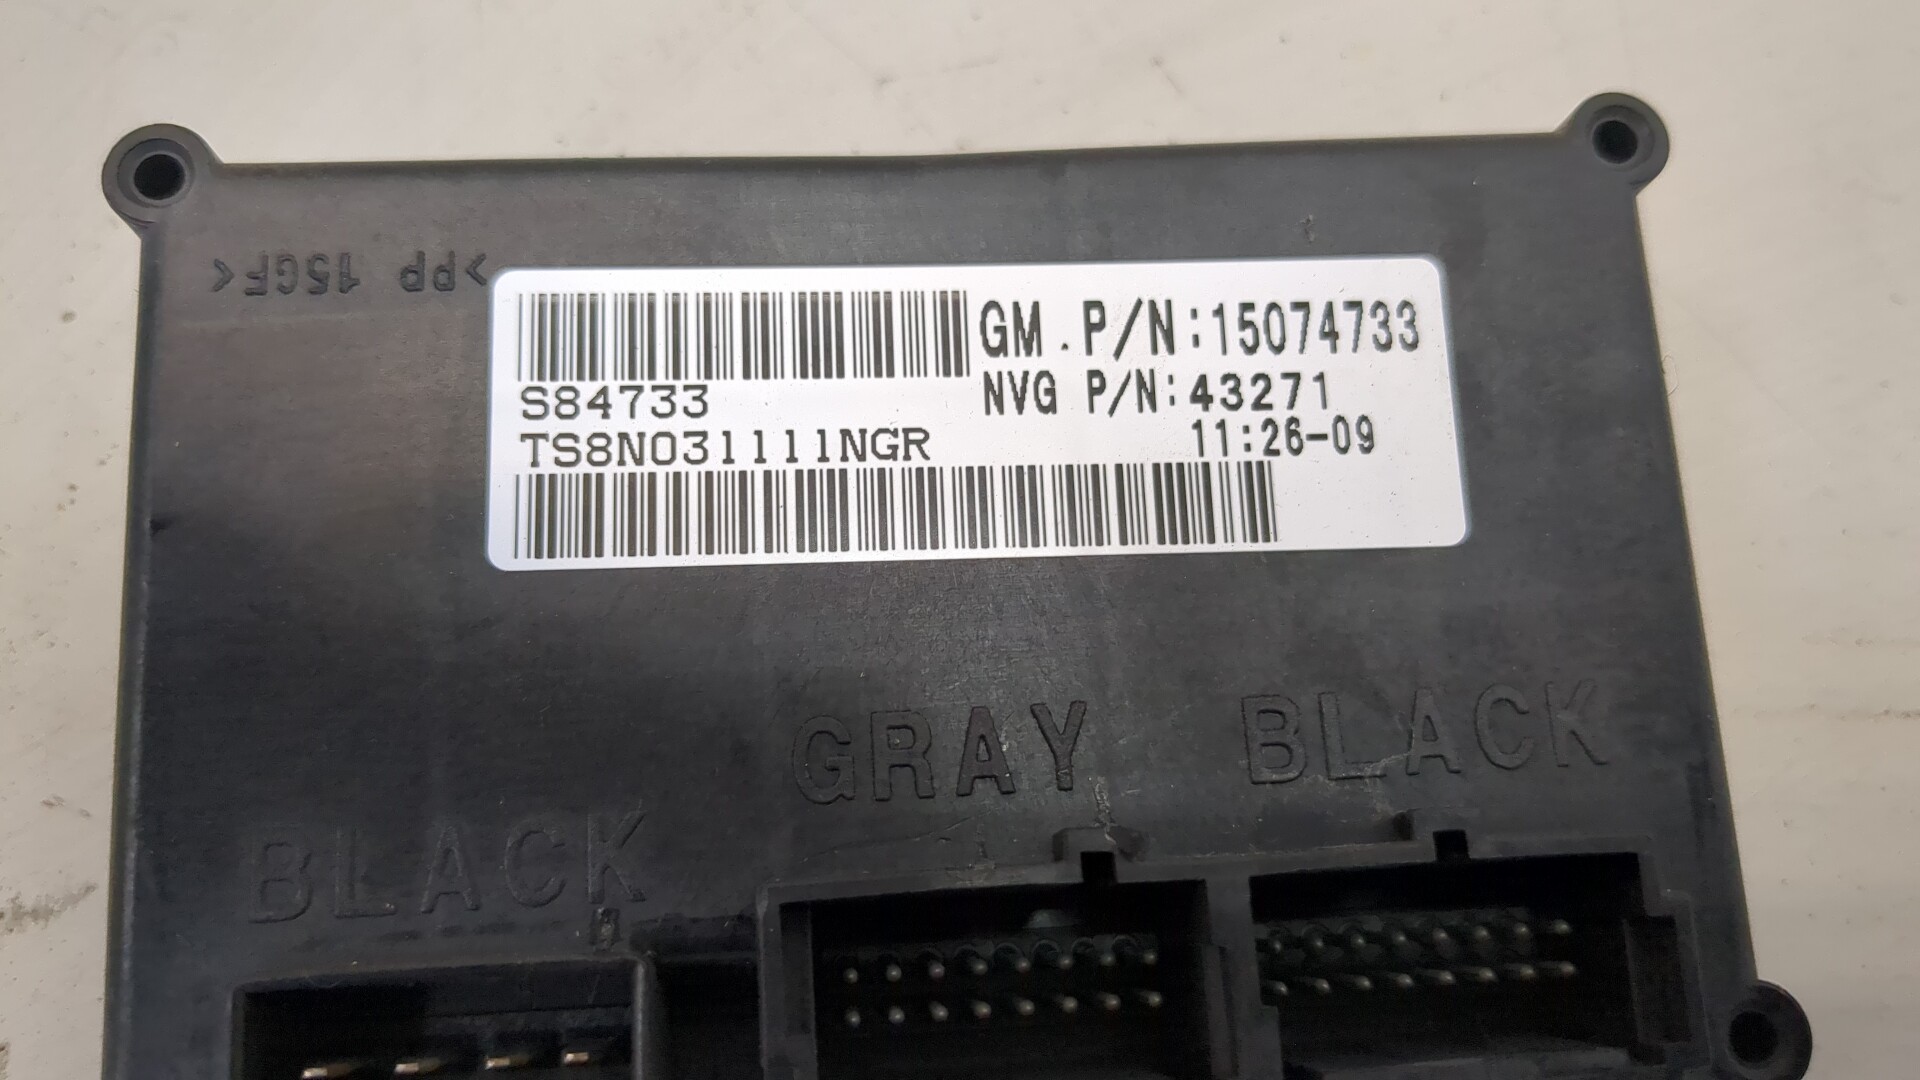 >PP 15GF<
GM. P/N:15074733
S84733
NVG P/N:43271
TS8N031111NGR
11:26-09
GRAY
BLACK
BLACK